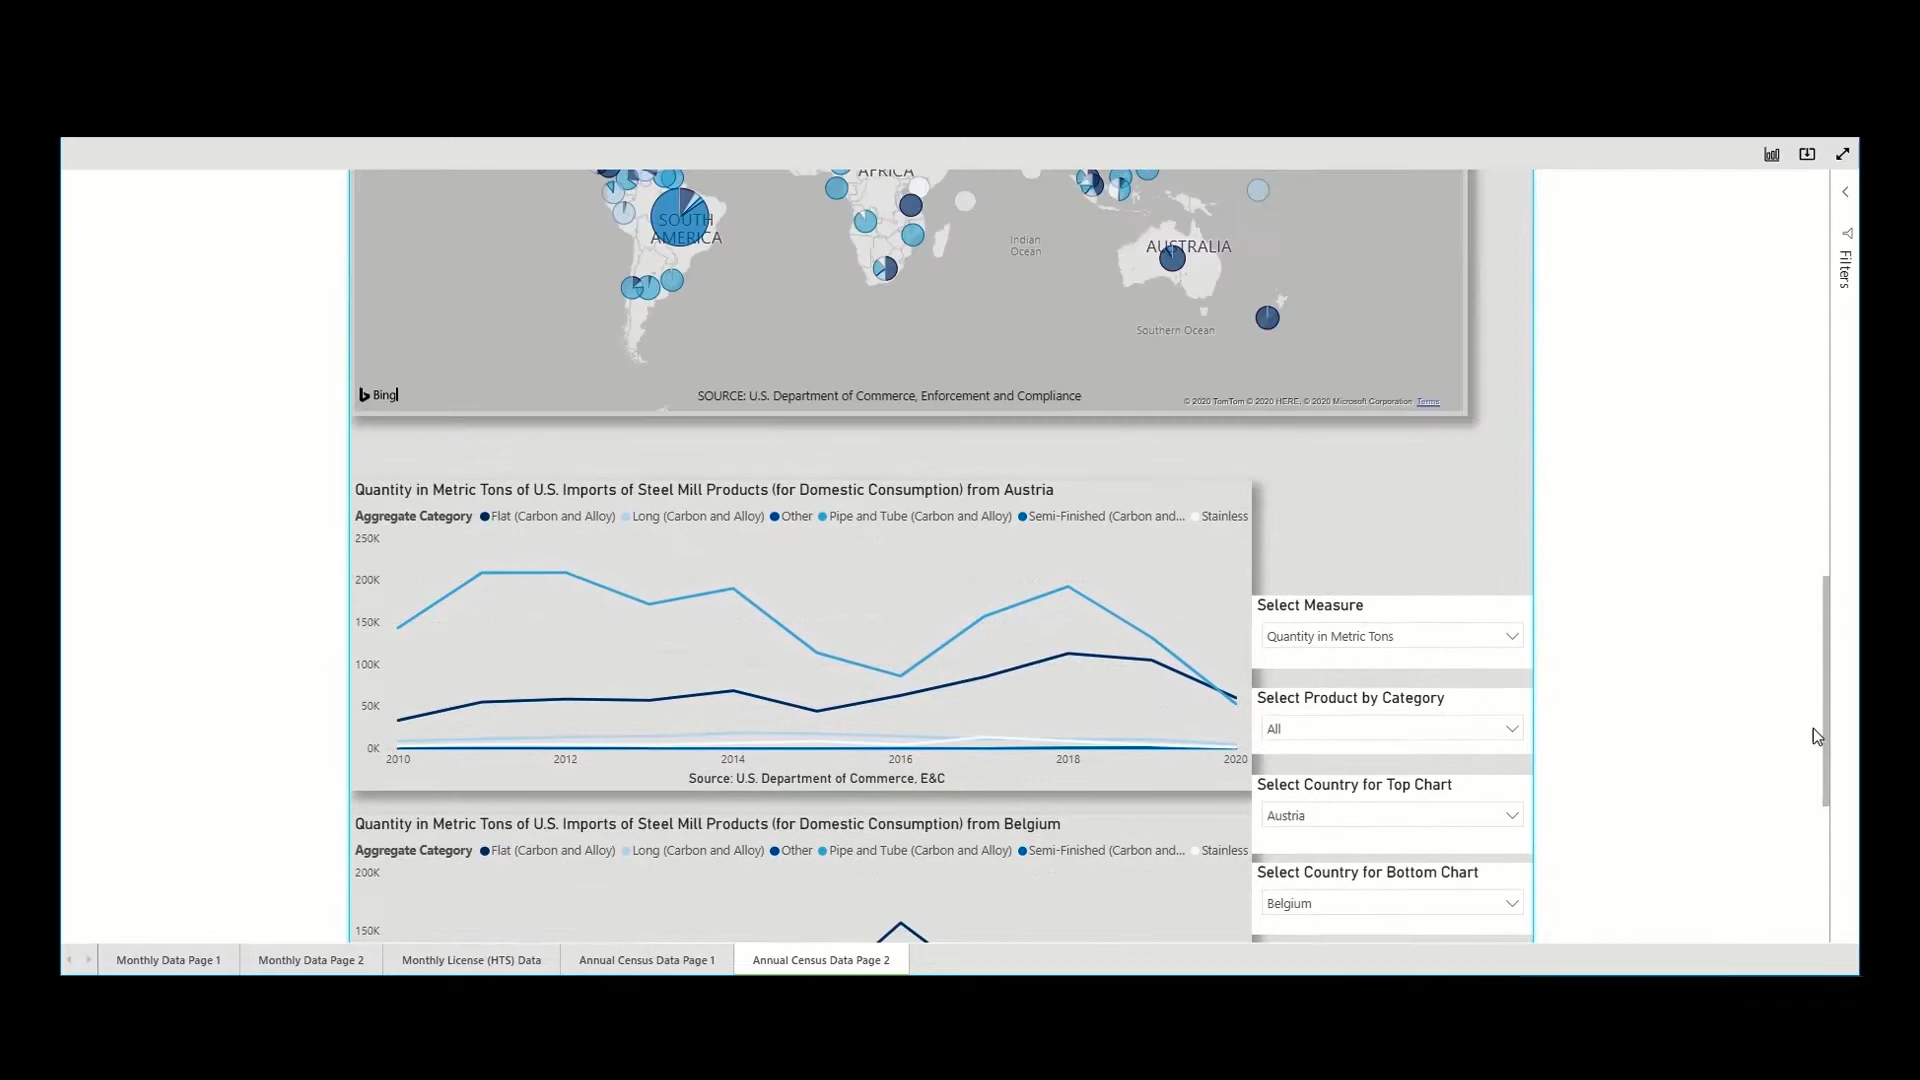 AFRICA
SOUTH
AMERICA
Indian
Ocean
AUSTRALIA
Southern Ocean
Filters
Bing
SOURCE: U.S. Department of Commerce, Enforcement and Compliance
© 2020 TomTom © 2020 HERE, © 2020 Microsoft Corporation Terms
Quantity in Metric Tons of U.S. Imports of Steel Mill Products (for Domestic Consumption) from Austria
Aggregate Category Flat (Carbon and Alloy) Long (Carbon and Alloy) Other Pipe and Tube (Carbon and Alloy) Semi-Finished (Carbon and... Stainless
250K
200K
150K
100K
50K
0K
2010 2012 2014 2016 2018 2020
Source: U.S. Department of Commerce, E&C
Select Measure
Quantity in Metric Tons
Select Product by Category
All
Select Country for Top Chart
Austria
Select Country for Bottom Chart
Belgium
Quantity in Metric Tons of U.S. Imports of Steel Mill Products (for Domestic Consumption) from Belgium
Aggregate Category Flat (Carbon and Alloy) Long (Carbon and Alloy) Other Pipe and Tube (Carbon and Alloy) Semi-Finished (Carbon and... Stainless
200K
150K
Monthly Data Page 1 Monthly Data Page 2 Monthly License (HTS) Data Annual Census Data Page 1 Annual Census Data Page 2